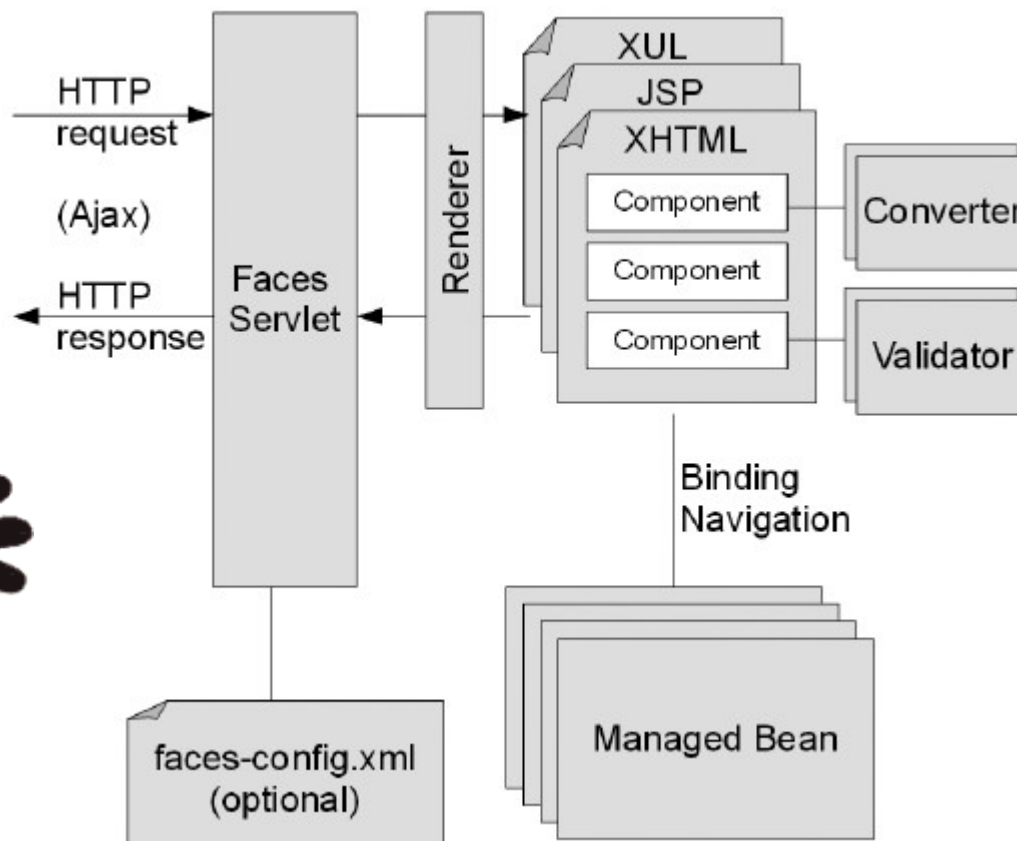 HTTP
request
(Ajax)
HTTP
response
Faces
Servlet
Renderer
XUL
JSP
XHTML
Component
Component
Component
Converter
Validator
Binding
Navigation
faces-config.xml
(optional)
Managed Bean